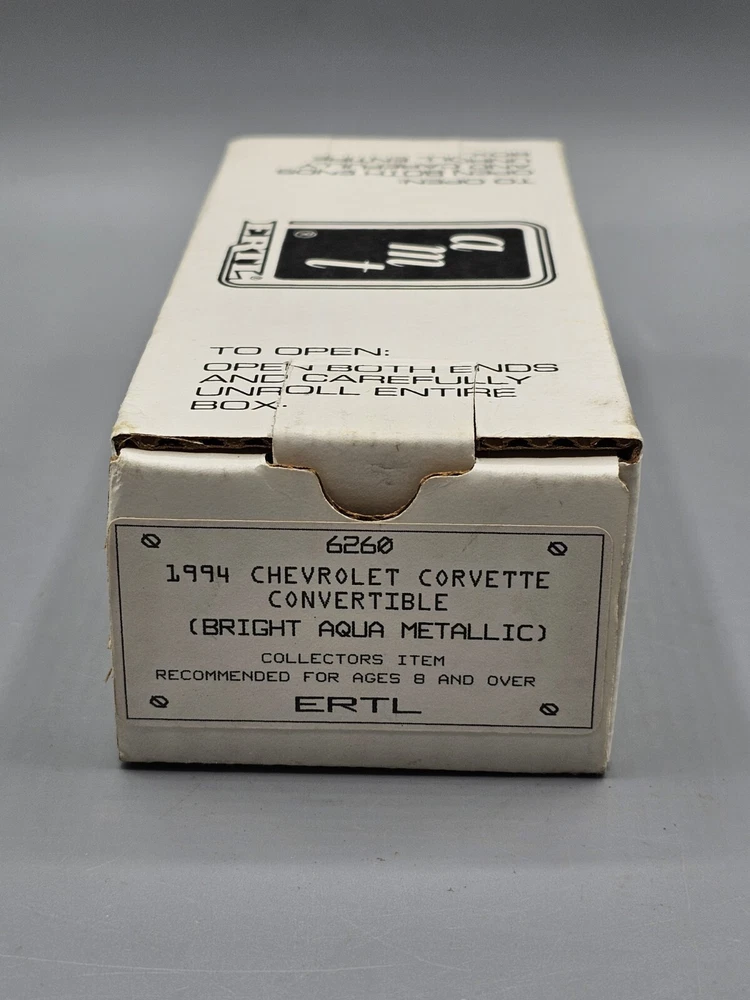 TO OPEN:
OPEN BOTH ENDS
AND CAREFULLY
UNROLL ENTIRE
BOX.
amt
®
ERTL
®
TO OPEN:
OPEN BOTH ENDS
AND CAREFULLY
UNROLL ENTIRE
BOX.
6260
1994 CHEVROLET CORVETTE
CONVERTIBLE
(BRIGHT AQUA METALLIC)
COLLECTORS ITEM
RECOMMENDED FOR AGES 8 AND OVER
ERTL